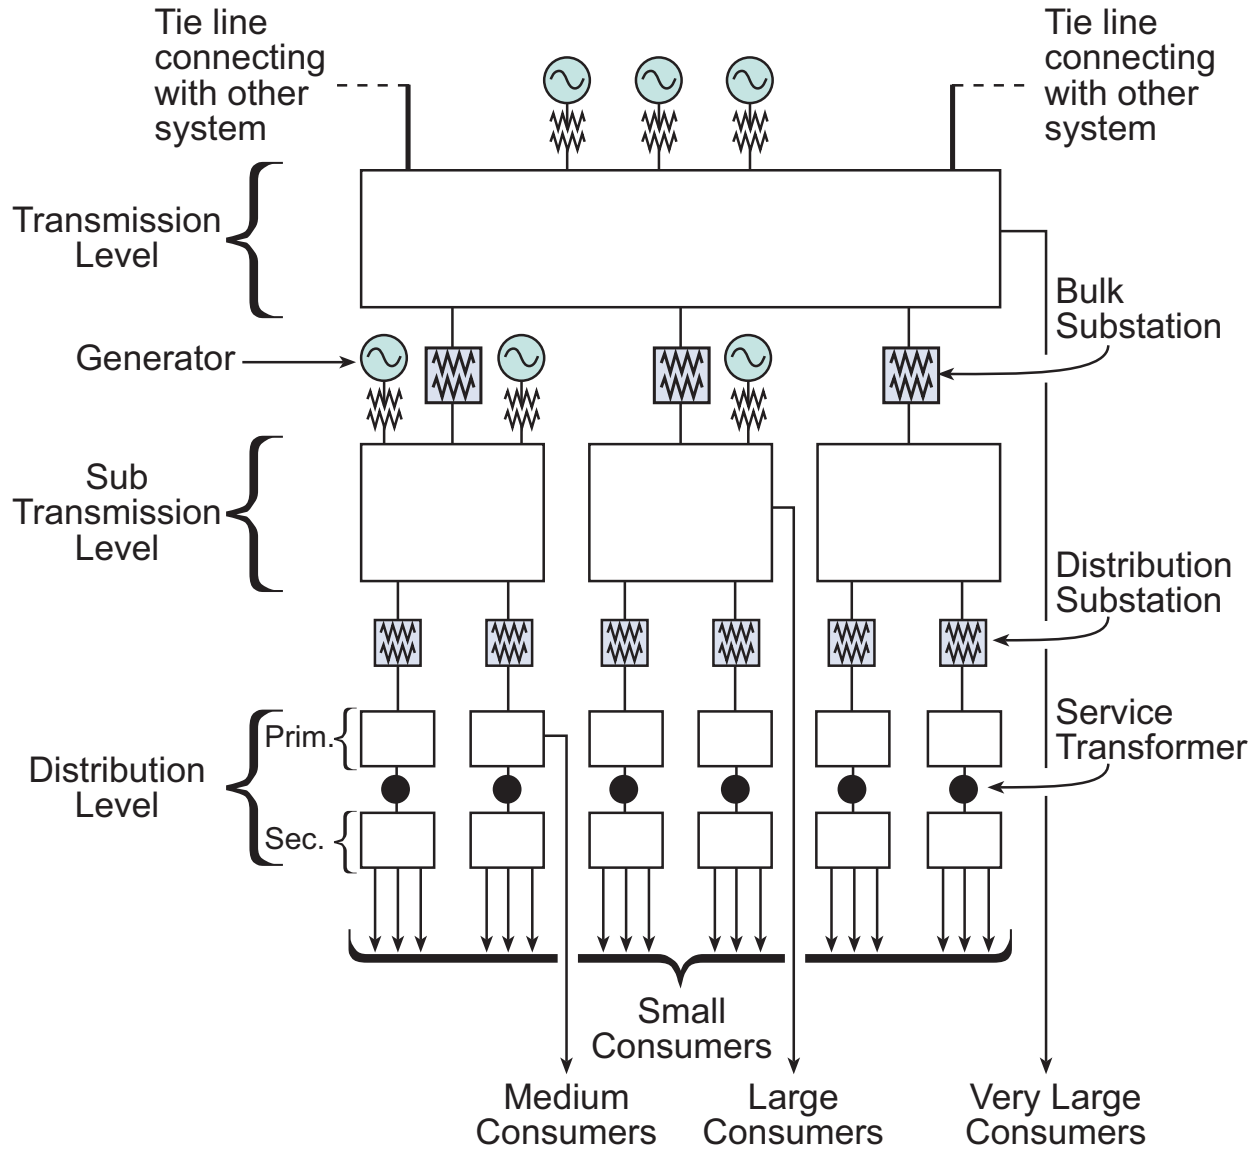 Tie line
connecting
with other
system
Tie line
connecting
with other
system
Transmission
Level
Bulk
Substation
Generator
Sub
Transmission
Level
Distribution
Substation
Service
Transformer
Prim.
Distribution
Level
Sec.
Small
Consumers
Medium
Consumers
Large
Consumers
Very Large
Consumers